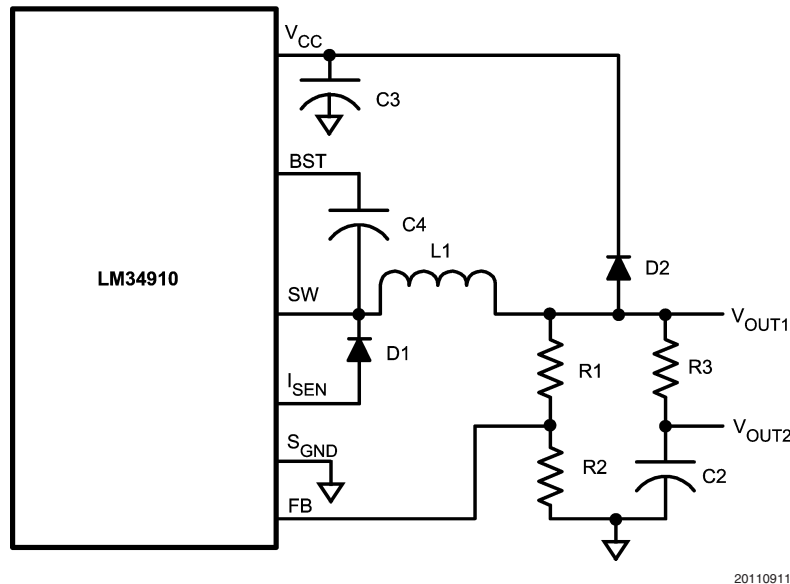 VCC
C3
BST
C4
L1
LM34910
D2
SW
VOUT1
D1
R1
R3
ISEN
VOUT2
SGND
R2
C2
FB
20110911